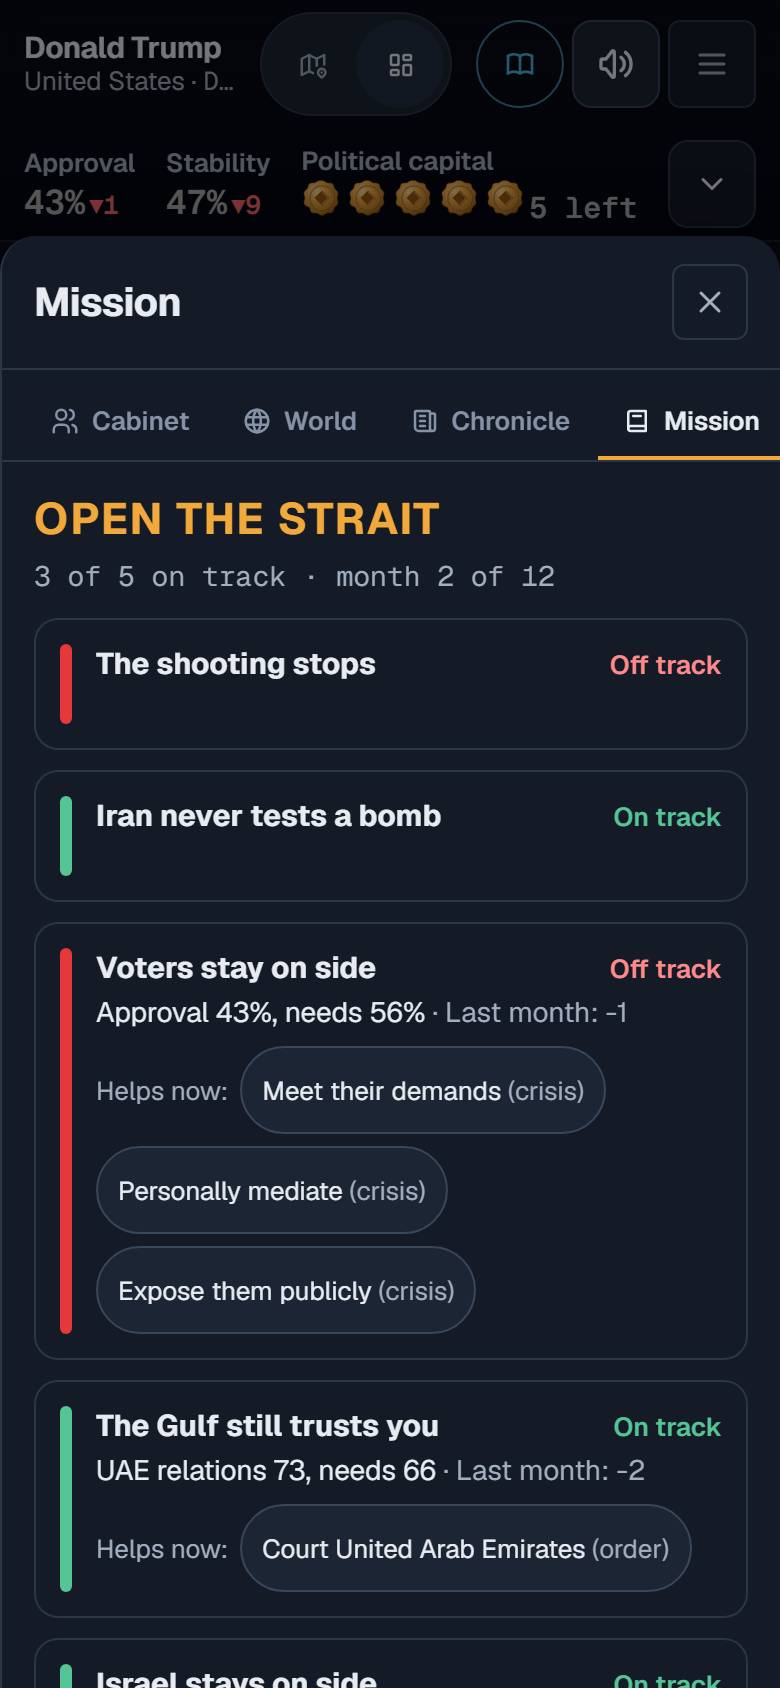 Donald Trump
United States · D...
Approval
43%▼1
Stability
47%▼9
Political capital
5 left
Mission
Cabinet
World
Chronicle
Mission
OPEN THE STRAIT
3 of 5 on track · month 2 of 12
The shooting stops
Off track
Iran never tests a bomb
On track
Voters stay on side
Off track
Approval 43%, needs 56% · Last month: -1
Helps now: Meet their demands (crisis)
Personally mediate (crisis)
Expose them publicly (crisis)
The Gulf still trusts you
On track
UAE relations 73, needs 66 · Last month: -2
Helps now: Court United Arab Emirates (order)
Israel stays on side
On track